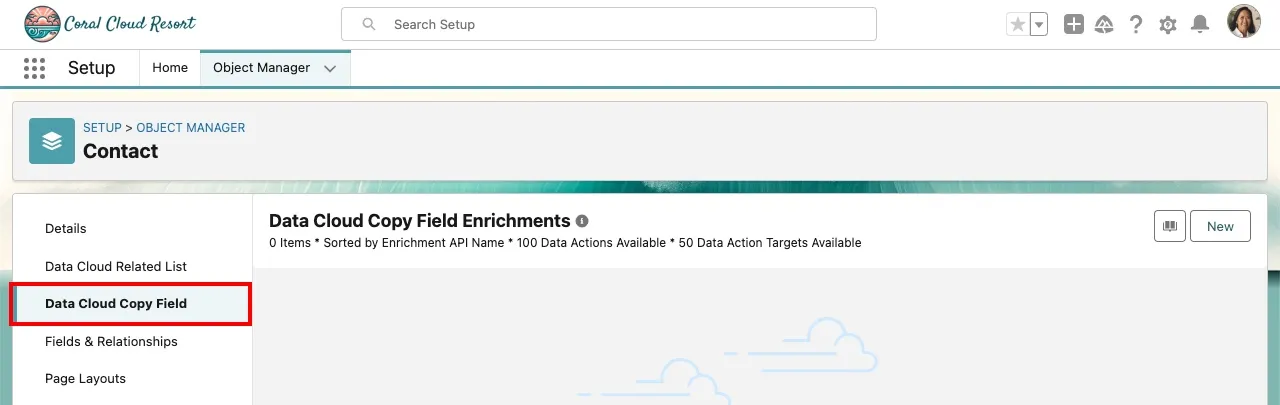 Coral Cloud Resort
Search Setup
Setup
Home
Object Manager
SETUP > OBJECT MANAGER
Contact
Details
Data Cloud Related List
Data Cloud Copy Field
Fields & Relationships
Page Layouts
Data Cloud Copy Field Enrichments
0 Items * Sorted by Enrichment API Name * 100 Data Actions Available * 50 Data Action Targets Available
New